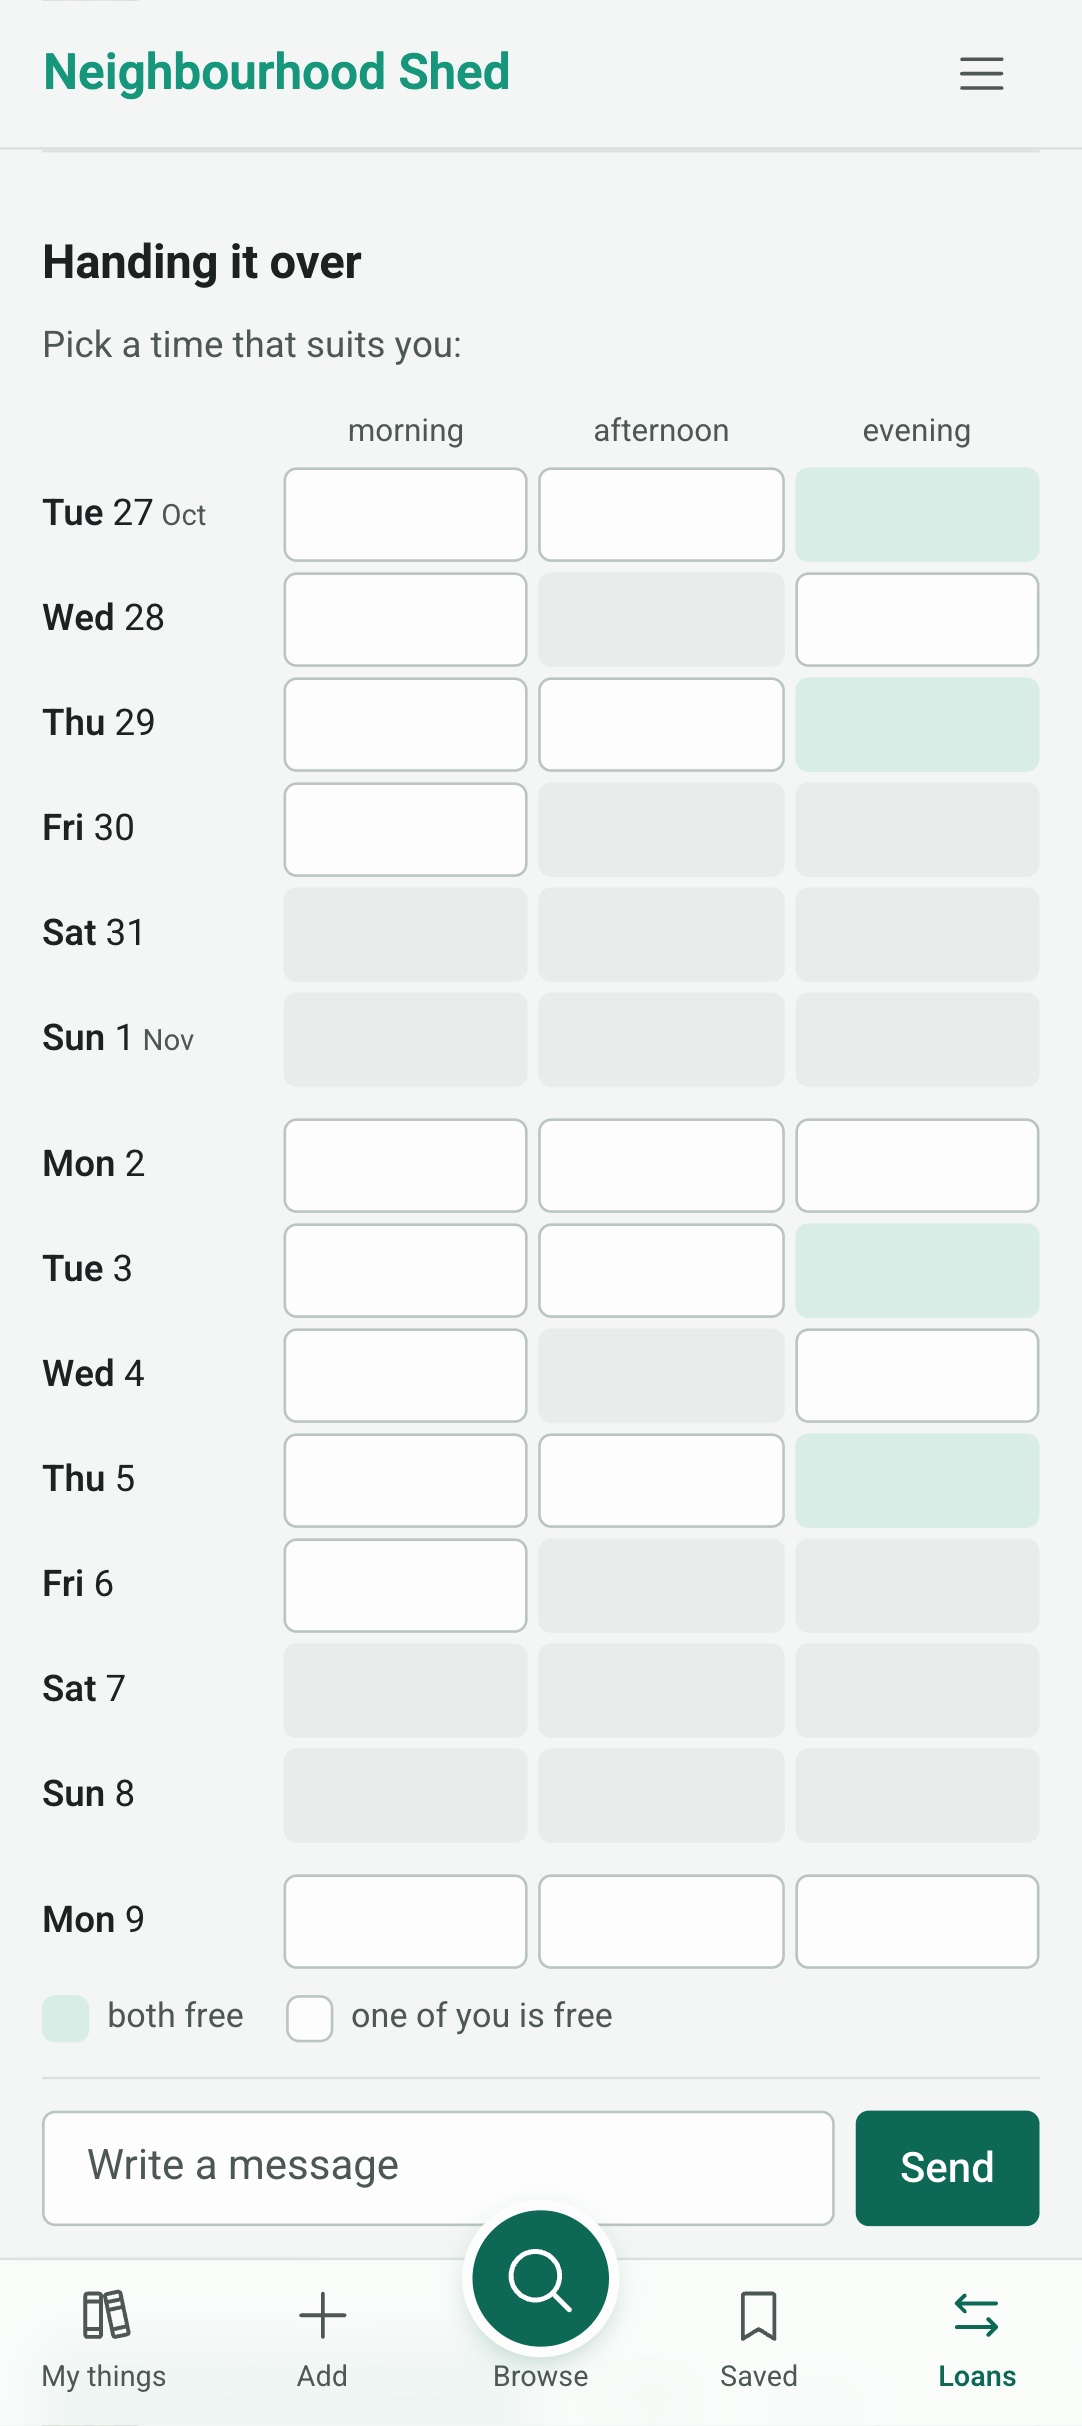 Neighbourhood Shed
Handing it over
Pick a time that suits you:
morning afternoon evening
Tue 27 Oct
Wed 28
Thu 29
Fri 30
Sat 31
Sun 1 Nov
Mon 2
Tue 3
Wed 4
Thu 5
Fri 6
Sat 7
Sun 8
Mon 9
both free one of you is free
Write a message Send
My things Add Browse Saved Loans